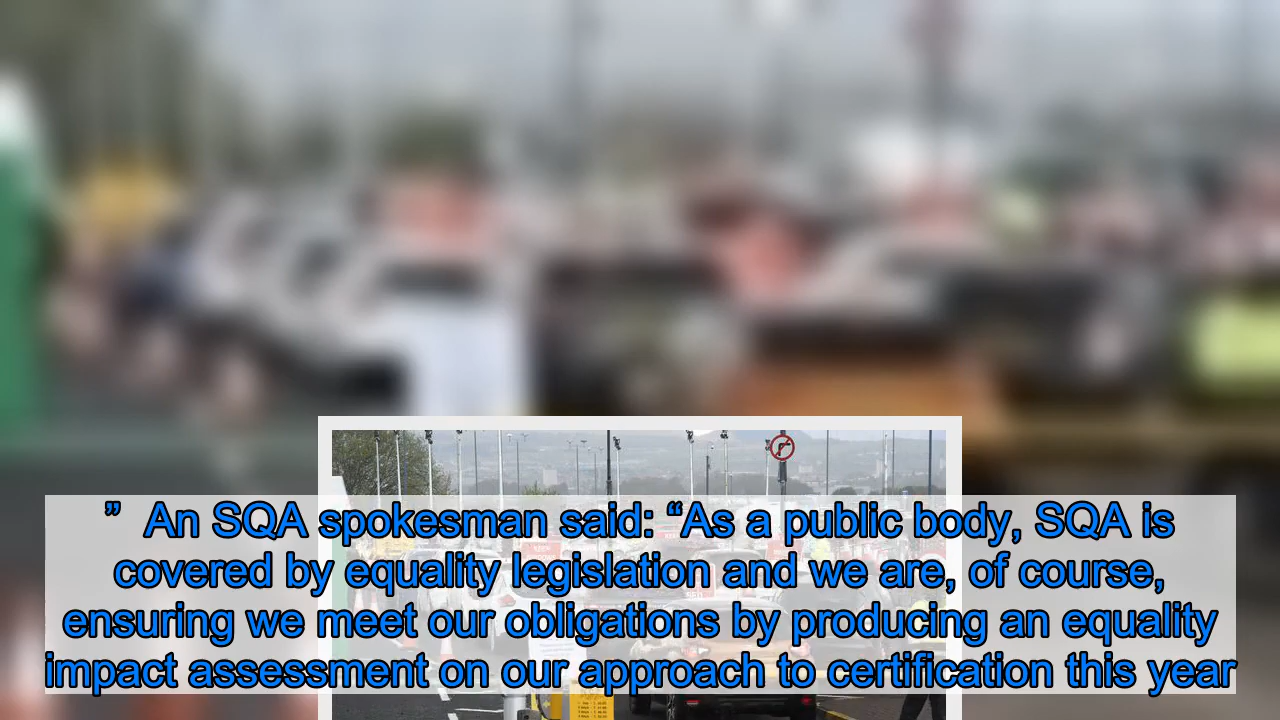 ”  An SQA spokesman said: “As a public body, SQA is
covered by equality legislation and we are, of course,
ensuring we meet our obligations by producing an equality
impact assessment on our approach to certification this year